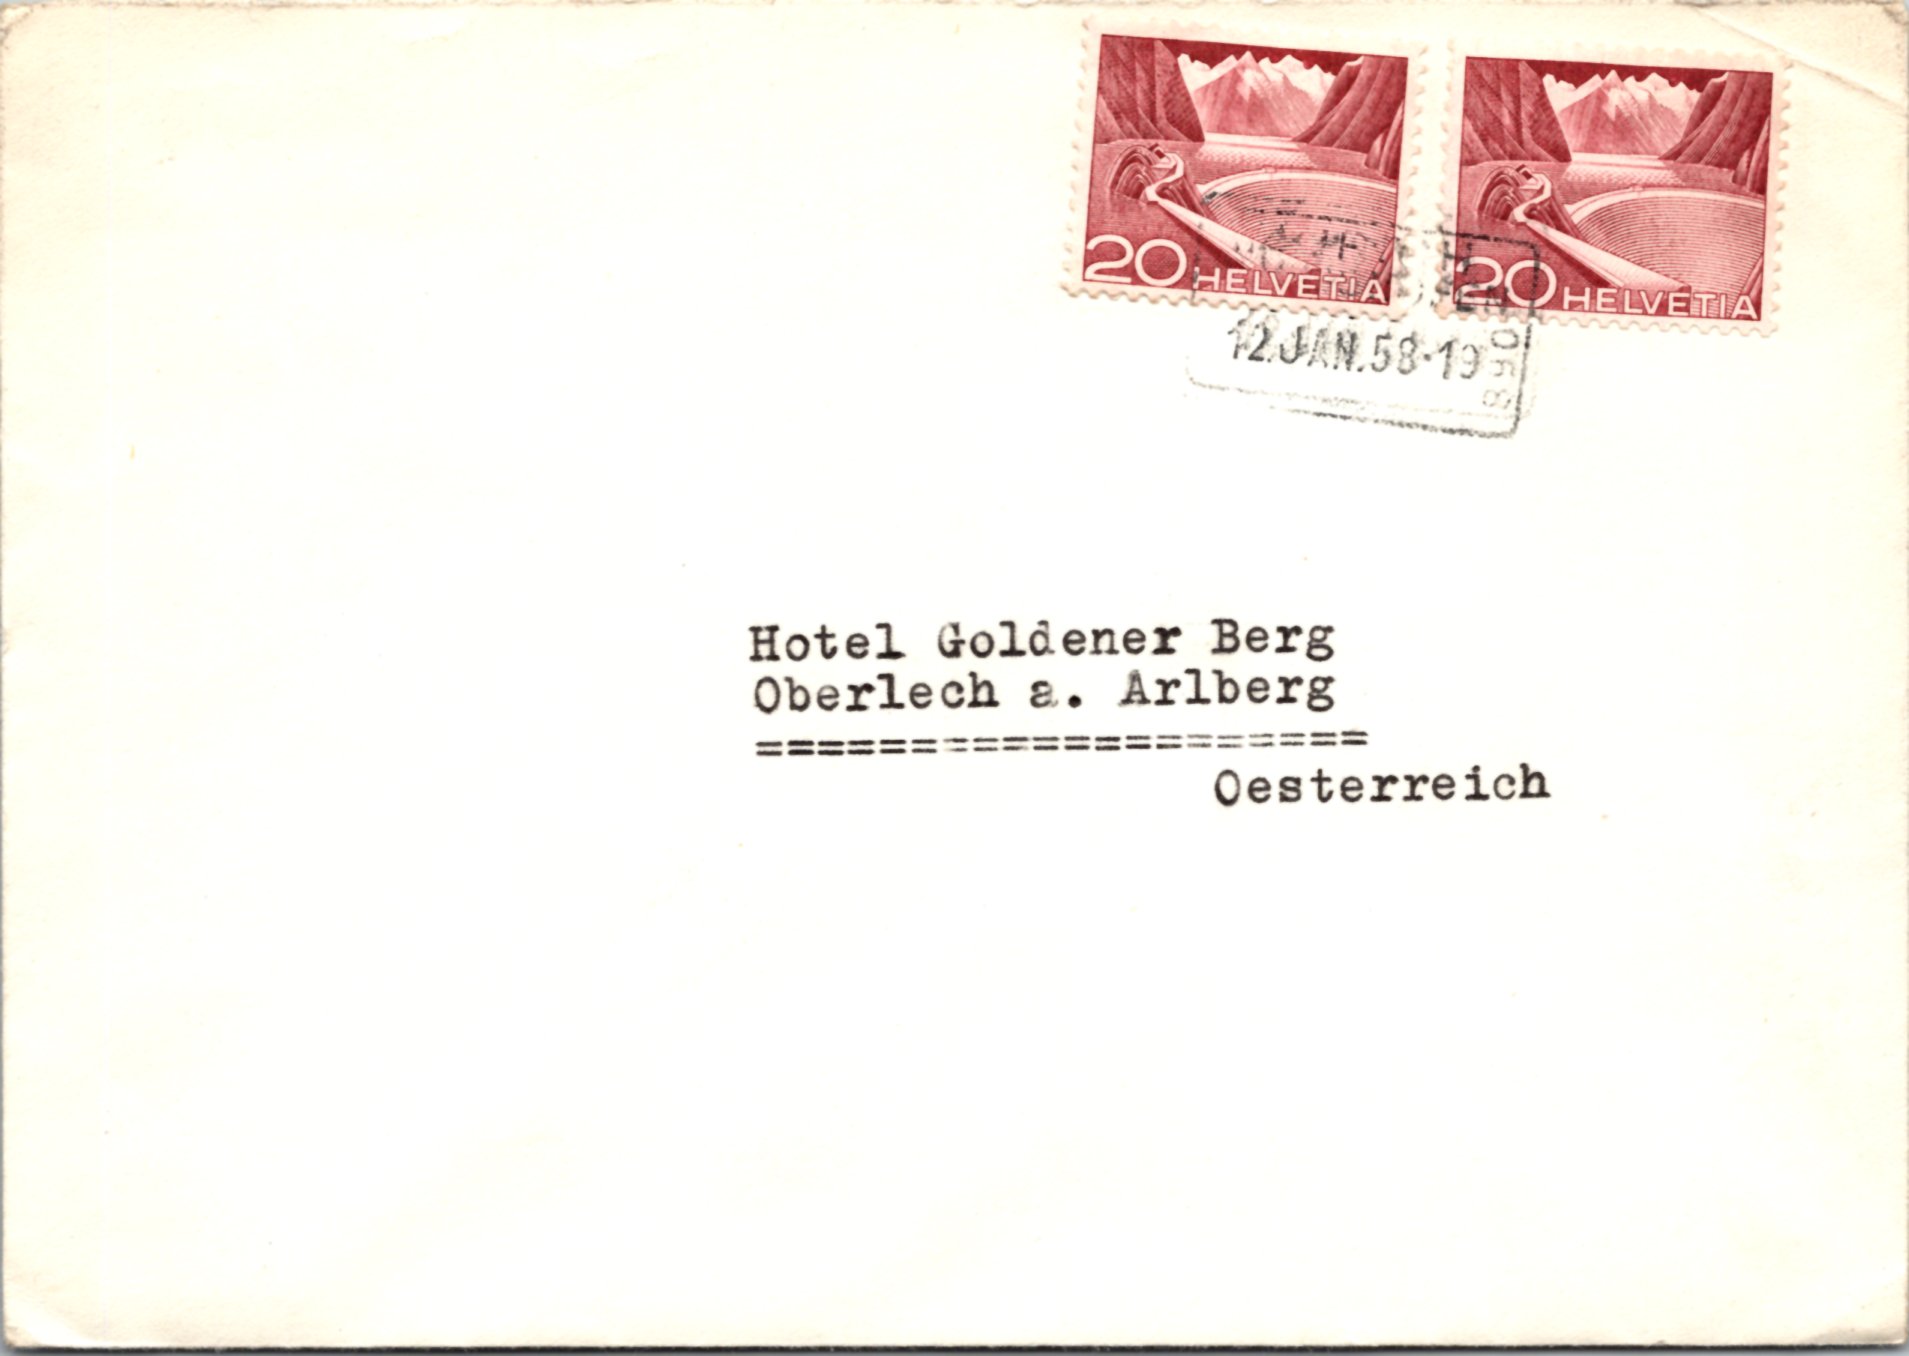 20 HELVETIA
20 HELVETIA
12.JAN.58-19
Hotel Goldener Berg
Oberlech a. Arlberg
=====================
Oesterreich